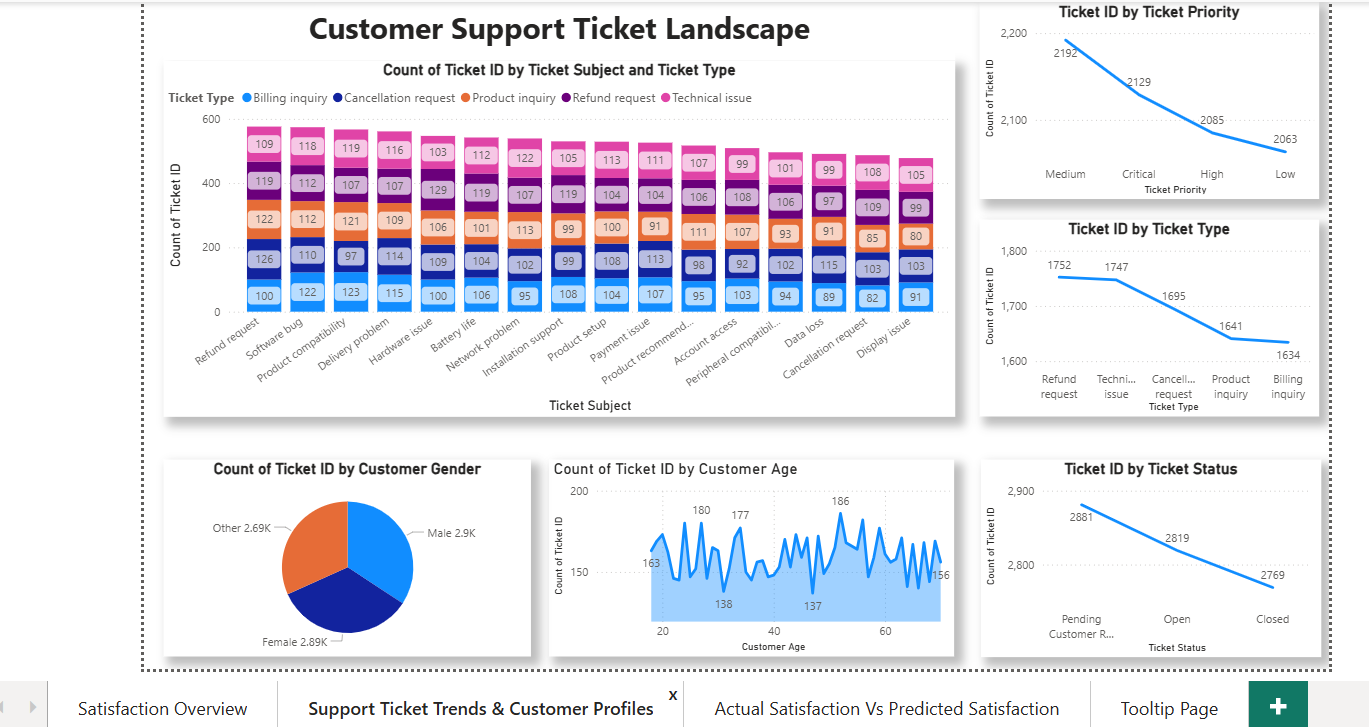 Customer Support Ticket Landscape
Count of Ticket ID by Ticket Subject and Ticket Type
Ticket Type Billing inquiry Cancellation request Product inquiry Refund request Technical issue
Count of Ticket ID
600
400
200
0
109 118 119 116 103 112 122 105 113 111 107 99 101 99 108 105
119 112 107 107 129 119 107 119 104 104 106 108 106 97 109 99
122 112 121 109 106 101 113 99 100 91 111 107 93 91 85 80
126 110 97 114 109 104 102 99 108 113 98 92 102 115 103 103
100 122 123 115 100 106 95 108 104 107 95 103 94 89 82 91
Refund request
Software bug
Product compatibility
Delivery problem
Hardware issue
Battery life
Network problem
Installation support
Product setup
Payment issue
Product recommend...
Account access
Peripheral compatibil...
Data loss
Cancellation request
Display issue
Ticket Subject
Ticket ID by Ticket Priority
Count of Ticket ID
2,200
2,100
2192
2129
2085
2063
Medium Critical High Low
Ticket Priority
Ticket ID by Ticket Type
Count of Ticket ID
1,800
1,700
1,600
1752
1747
1695
1641
1634
Refund Techni... Cancell... Product Billing
request issue request inquiry inquiry
Ticket Type
Count of Ticket ID by Customer Gender
Other 2.69K
Male 2.9K
Female 2.89K
Count of Ticket ID by Customer Age
Count of Ticket ID
200
150
163
180
138
177
137
186
156
20 40 60
Customer Age
Ticket ID by Ticket Status
Count of Ticket ID
2,900
2,800
2881
2819
2769
Pending Open Closed
Customer R...
Ticket Status
Satisfaction Overview
Support Ticket Trends & Customer Profiles
x
Actual Satisfaction Vs Predicted Satisfaction
Tooltip Page
+